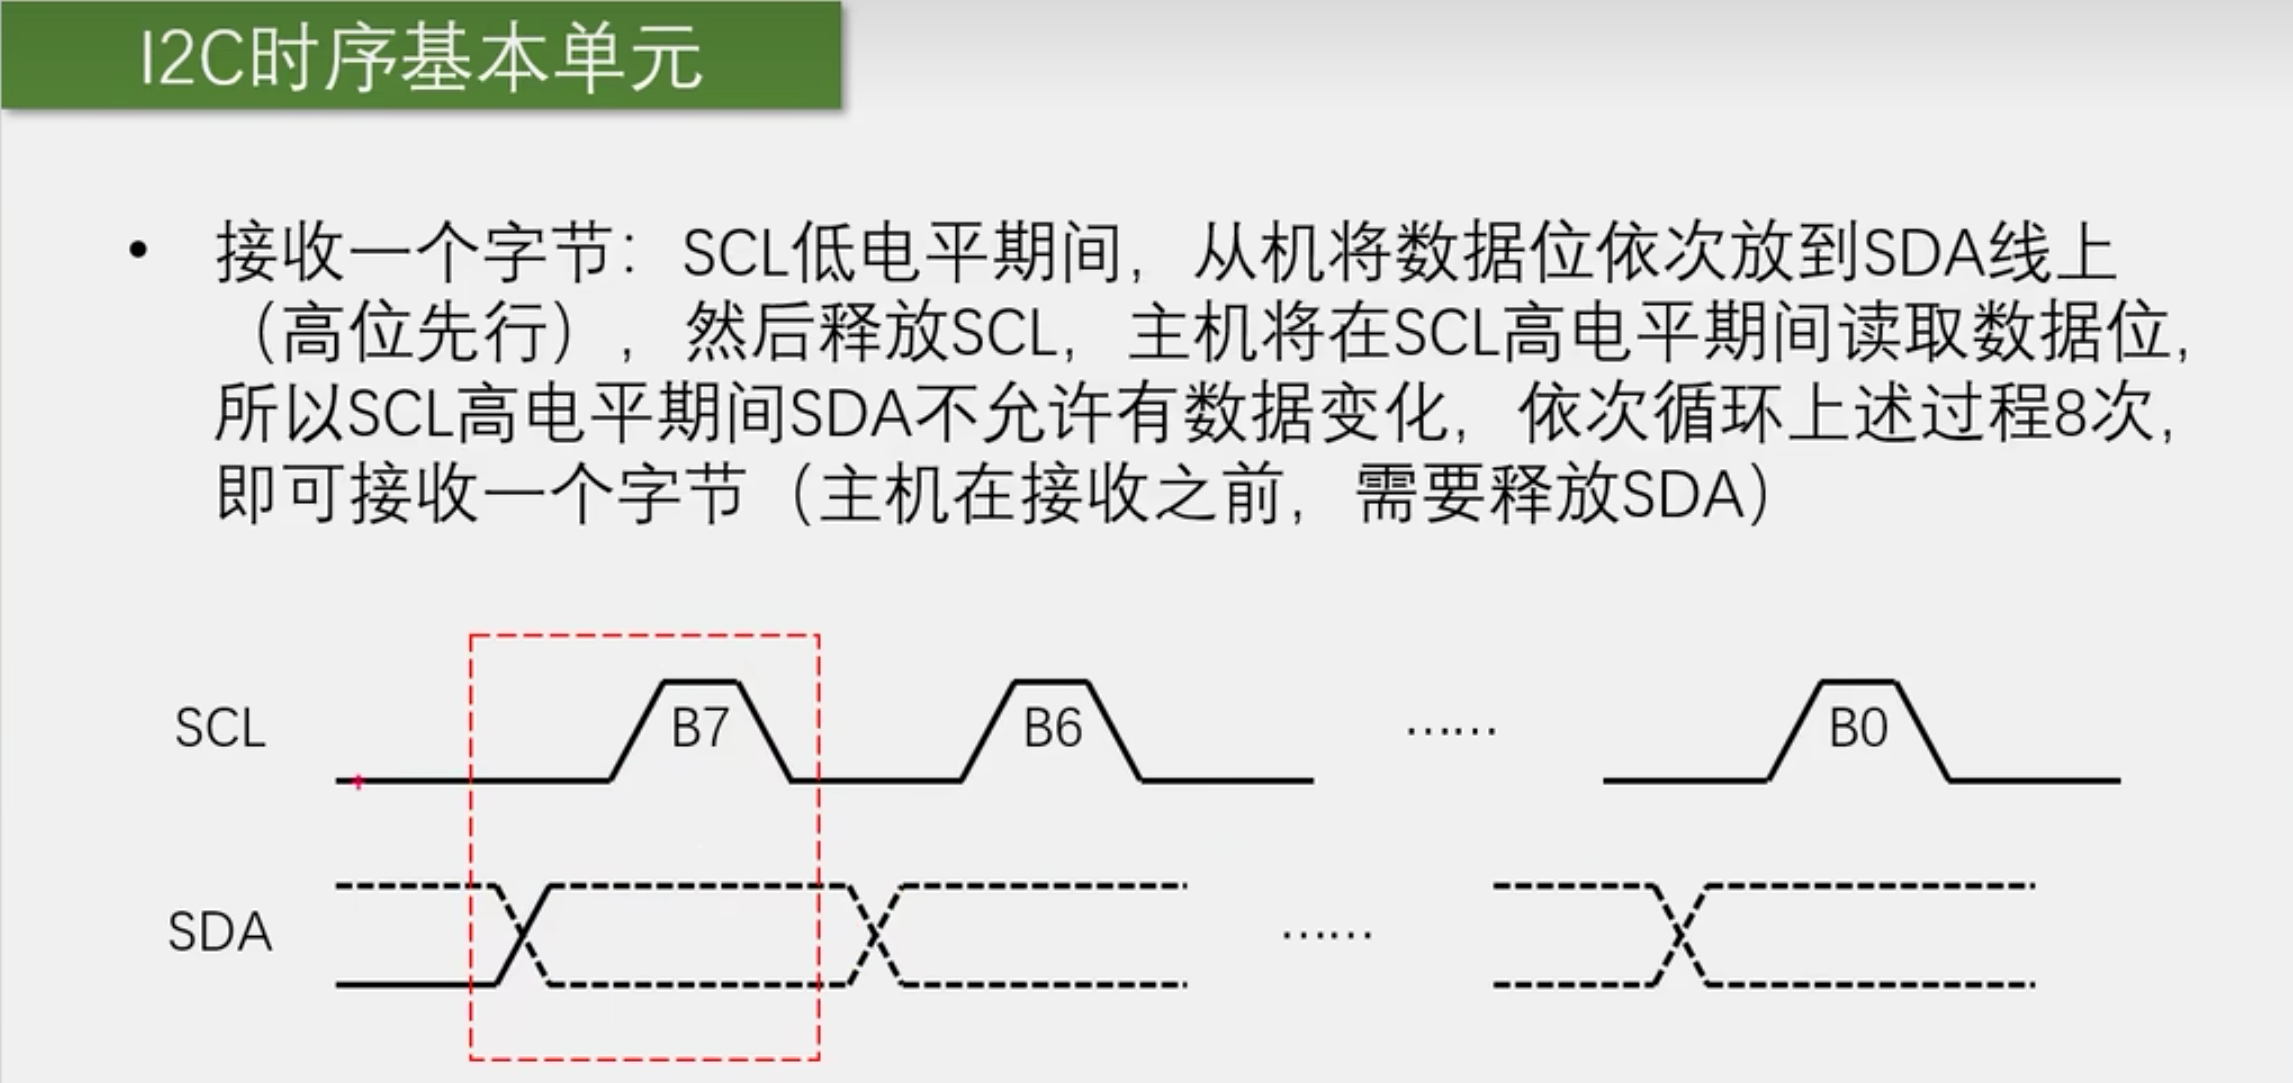 I2C时序基本单元
• 接收一个字节：SCL低电平期间，从机将数据位依次放到SDA线上
（高位先行），然后释放SCL，主机将在SCL高电平期间读取数据位，
所以SCL高电平期间SDA不允许有数据变化，依次循环上述过程8次，
即可接收一个字节（主机在接收之前，需要释放SDA）
SCL B7 B6 …… B0
SDA ……